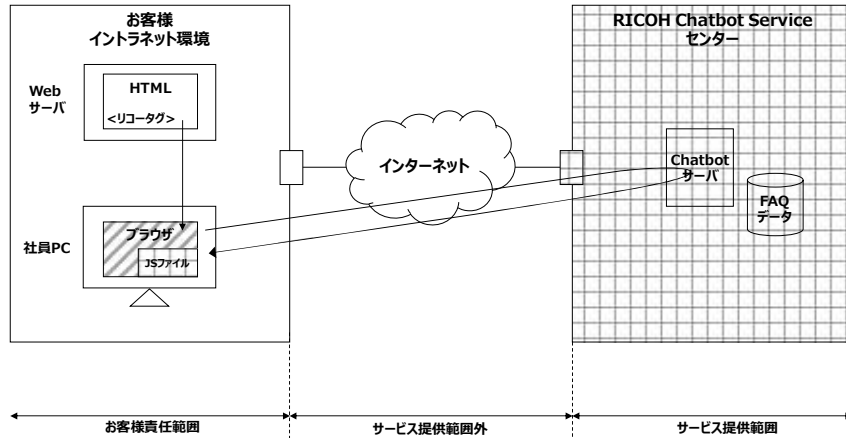 お客様
イントラネット環境
Web
サーバ
HTML
<リコータグ>
社員PC
ブラウザ
JSファイル
インターネット
RICOH Chatbot Service
センター
Chatbot
サーバ
FAQ
データ
お客様責任範囲
サービス提供範囲外
サービス提供範囲